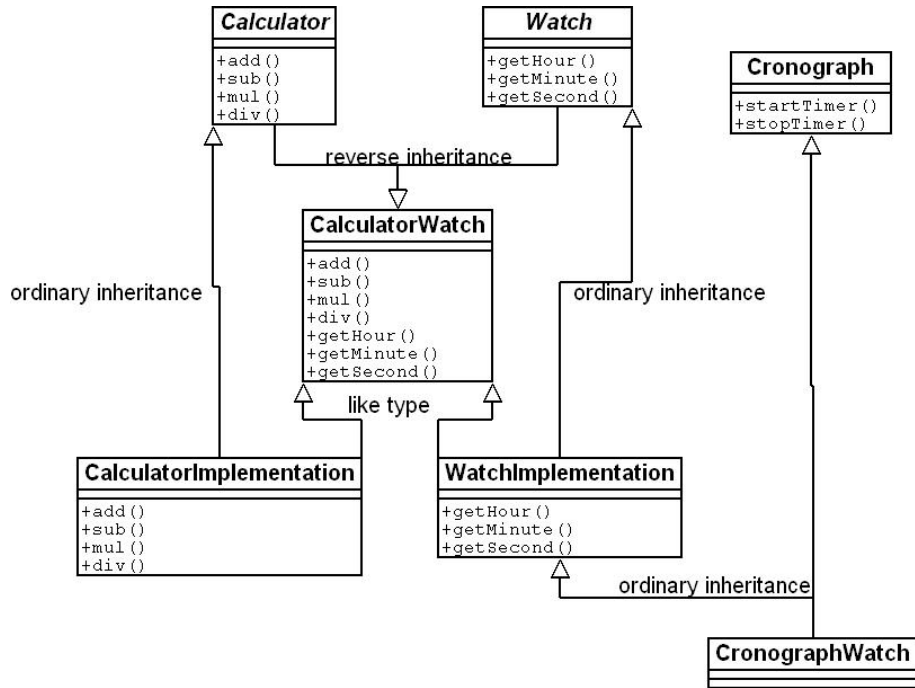 Calculator
+add()
+sub()
+mul()
+div()
Watch
+getHour()
+getMinute()
+getSecond()
Cronograph
+startTimer()
+stopTimer()
reverse inheritance
CalculatorWatch
+add()
+sub()
+mul()
+div()
+getHour()
+getMinute()
+getSecond()
ordinary inheritance
ordinary inheritance
like type
CalculatorImplementation
+add()
+sub()
+mul()
+div()
WatchImplementation
+getHour()
+getMinute()
+getSecond()
ordinary inheritance
CronographWatch